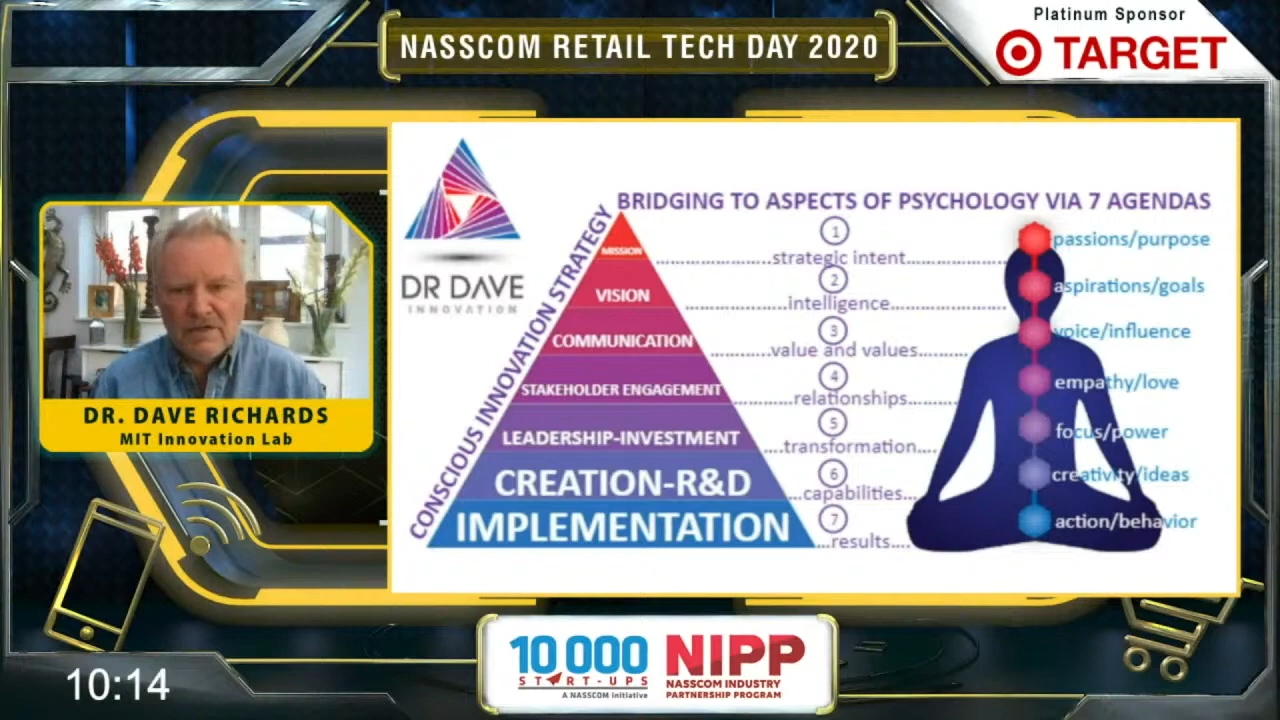 Platinum Sponsor
TARGET
NASSCOM RETAIL TECH DAY 2020
DR. DAVE RICHARDS
MIT Innovation Lab
DR DAVE
INNOVATION
CONSCIOUS INNOVATION STRATEGY
BRIDGING TO ASPECTS OF PSYCHOLOGY VIA 7 AGENDAS
MISSION
1
strategic intent
passions/purpose
VISION
2
intelligence
aspirations/goals
COMMUNICATION
3
value and values
voice/influence
STAKEHOLDER ENGAGEMENT
4
relationships
empathy/love
LEADERSHIP-INVESTMENT
5
transformation
focus/power
CREATION-R&D
6
capabilities
creativity/ideas
IMPLEMENTATION
7
results
action/behavior
10:14
10 000
START-UPS
A NASSCOM initiative
NIPP
NASSCOM INDUSTRY
PARTNERSHIP PROGRAM